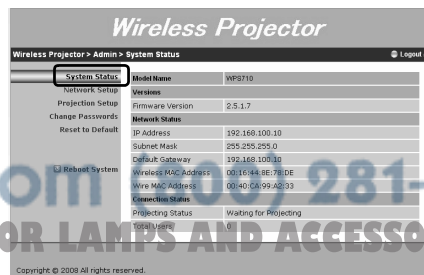 Wireless Projector
Wireless Projector > Admin > System Status
Logout
System Status
Network Setup
Projection Setup
Change Passwords
Reset to Default
Reboot System
Model Name WPS710
Versions
Firmware Version 2.5.1.7
Network Status
IP Address 192.168.100.10
Subnet Mask 255.255.255.0
Default Gateway 192.168.100.10
Wireless MAC Address 00:16:44:8E:78:DE
Wire MAC Address 00:40:CA:99:A2:33
Connection Status
Projecting Status Waiting for Projecting
Total Users 0
om (800) 281-
OR LAMPS AND ACCESSO
Copyright © 2008 All rights reserved.